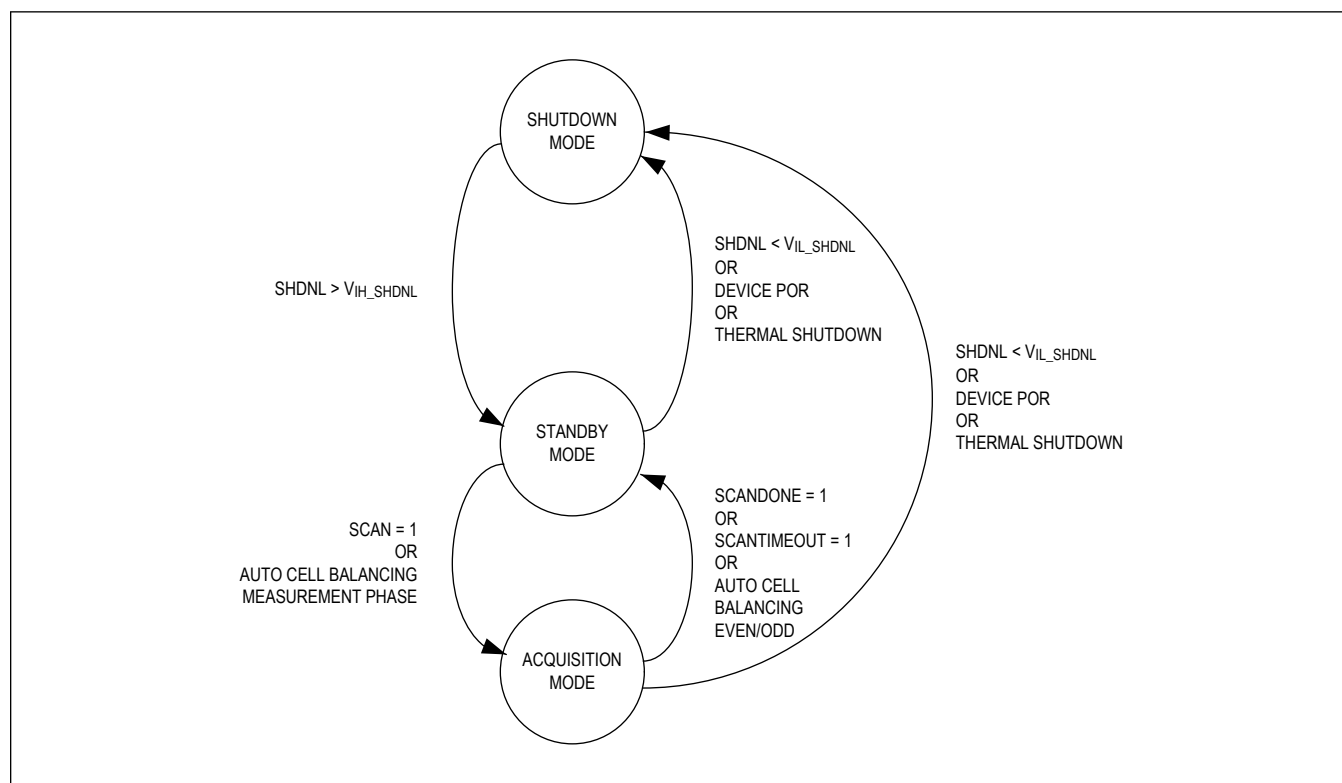 SHUTDOWN
MODE
SHDNL > VIH_SHDNL
SHDNL < VIL_SHDNL
OR
DEVICE POR
OR
THERMAL SHUTDOWN
SHDNL < VIL_SHDNL
OR
DEVICE POR
OR
THERMAL SHUTDOWN
STANDBY
MODE
SCAN = 1
OR
AUTO CELL BALANCING
MEASUREMENT PHASE
SCANDONE = 1
OR
SCANTIMEOUT = 1
OR
AUTO CELL
BALANCING
EVEN/ODD
ACQUISITION
MODE